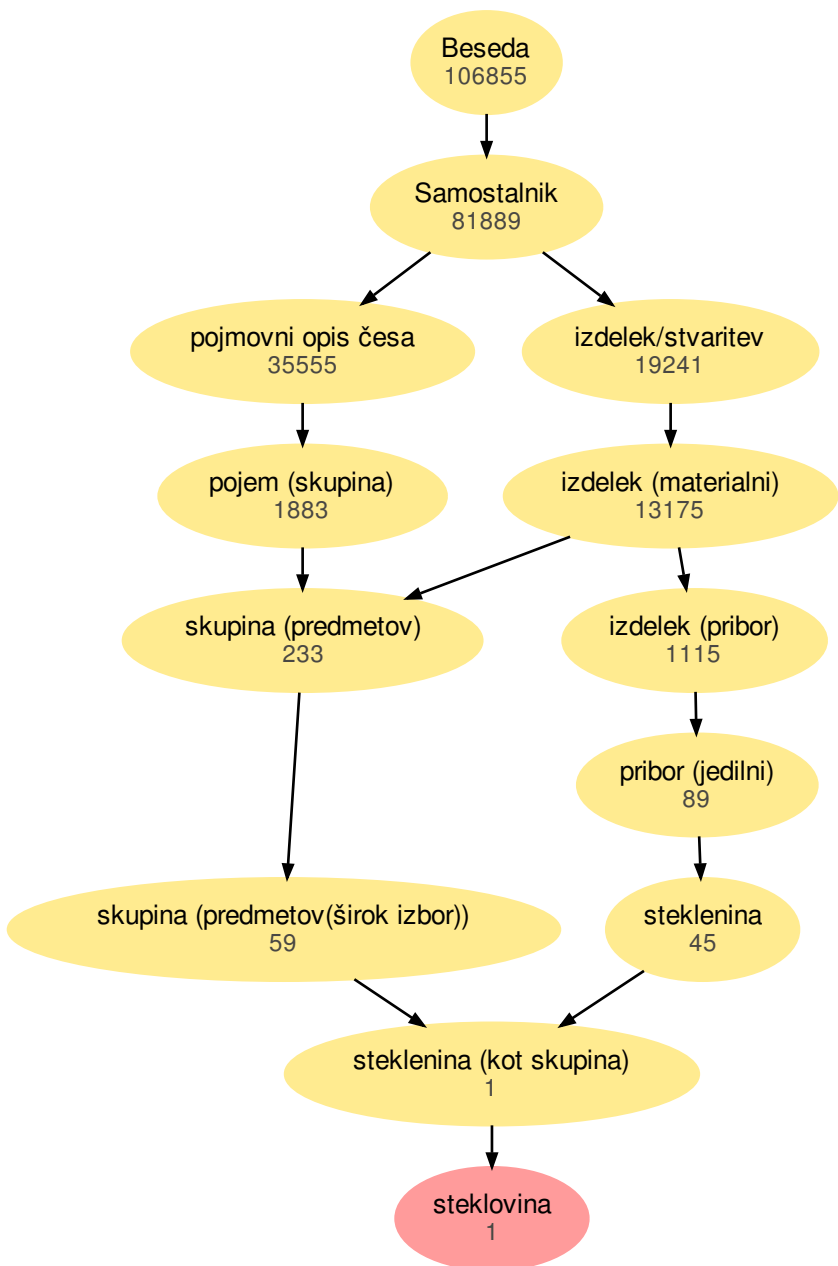 Beseda
106855
Samostalnik
81889
pojmovni opis česa
35555
izdelek/stvaritev
19241
pojem (skupina)
1883
izdelek (materialni)
13175
skupina (predmetov)
233
izdelek (pribor)
1115
pribor (jedilni)
89
skupina (predmetov(širok izbor))
59
steklenina
45
steklenina (kot skupina)
1
steklovina
1